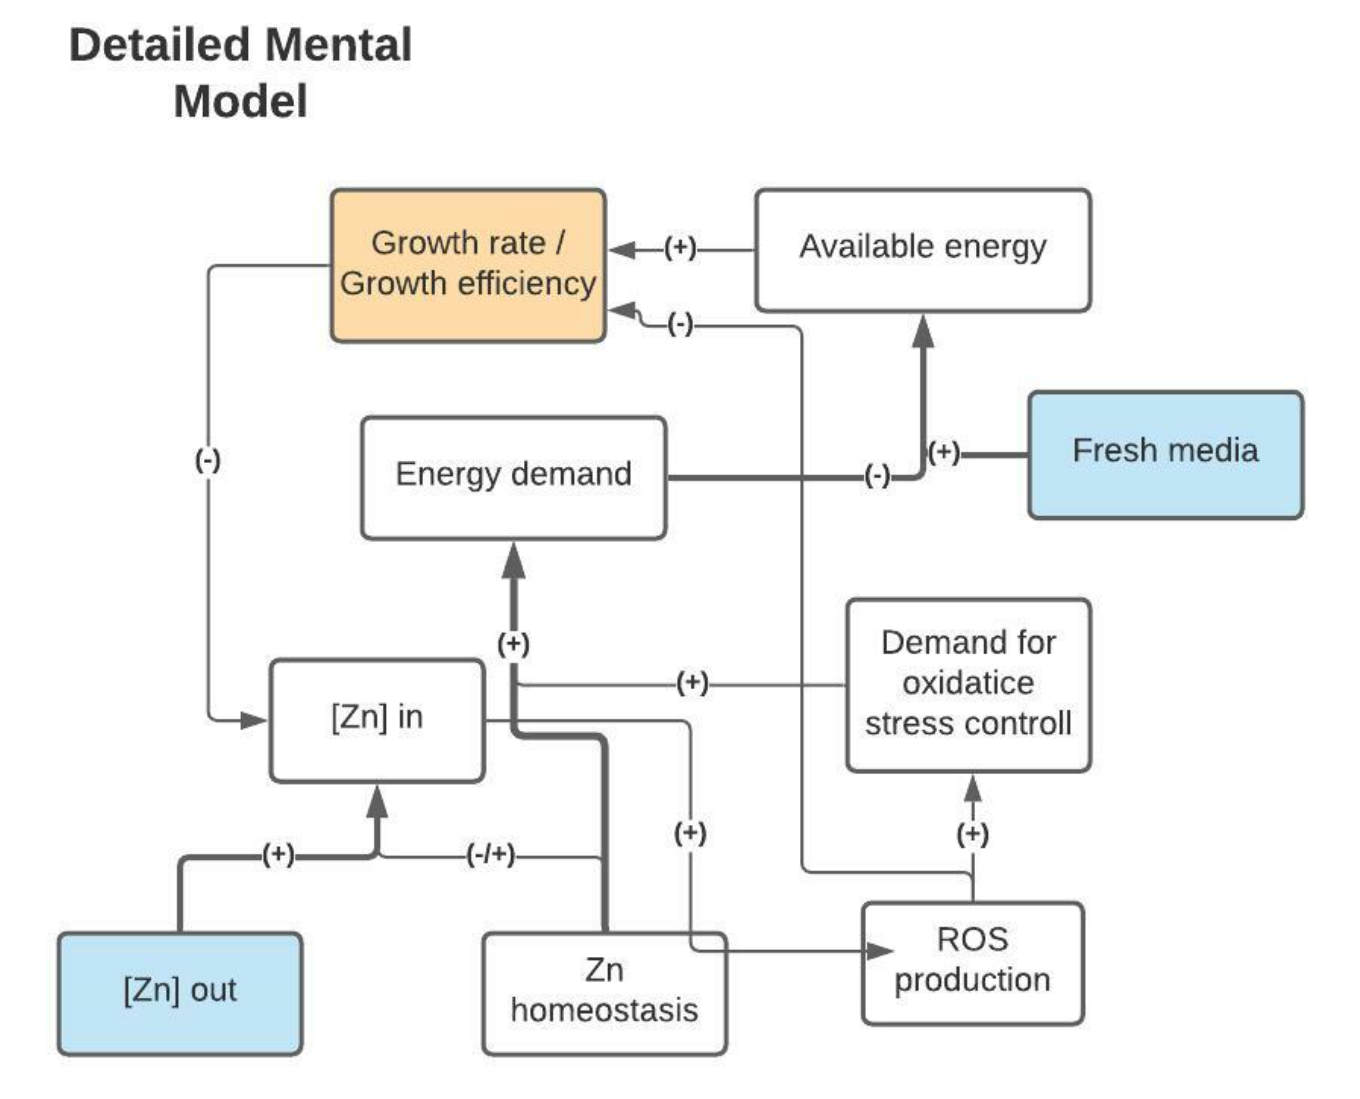 Detailed Mental
Model
Growth rate /
Growth efficiency
(+)
Available energy
(-)
(-)
Energy demand
(-)
(+)
Fresh media
(+)
(+)
Demand for
oxidatice
stress controll
[Zn] in
(+)
(+)
(+)
(-/+)
[Zn] out
Zn
homeostasis
ROS
production